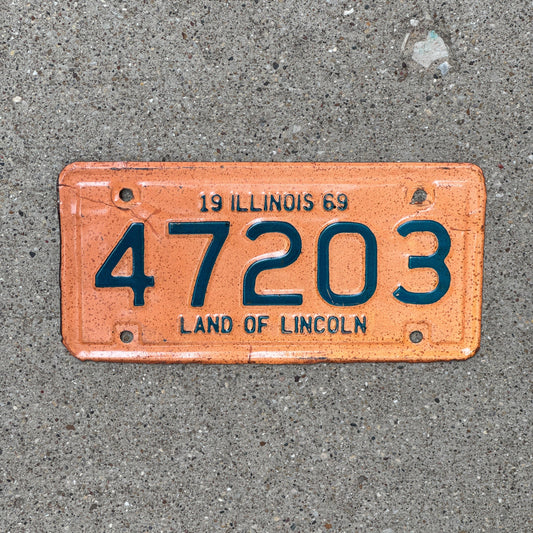 19 ILLINOIS 69
47203
LAND OF LINCOLN